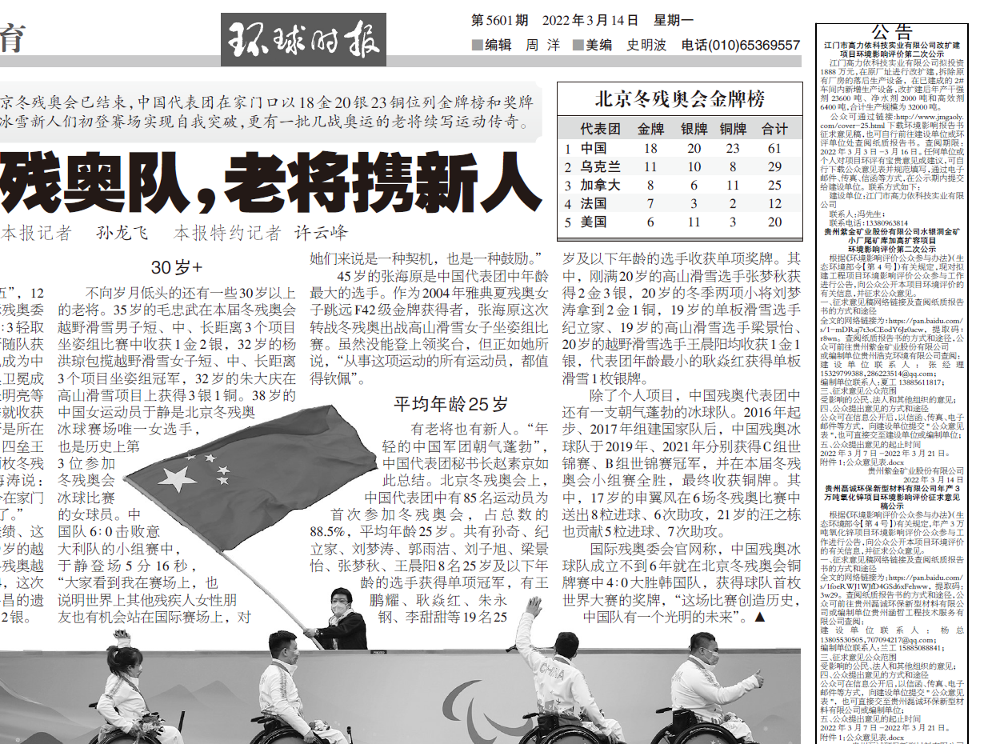 育
环球时报
第5601期 2022年3月14日 星期一
■编辑 周 洋 ■美编 史明波 电话(010)65369557
京冬残奥会已结束,中国代表团在家门口以18金20银23铜位列金牌榜和奖牌
冰雪新人们初登赛场实现自我突破,更有一批几战奥运的老将续写运动传奇。
残奥队,老将携新人
本报记者 孙龙飞 本报特约记者 许云峰
北京冬残奥会金牌榜
代表团 金牌 银牌 铜牌 合计
1 中国 18 20 23 61
2 乌克兰 11 10 8 29
3 加拿大 8 6 11 25
4 法国 7 3 2 12
5 美国 6 11 3 20
五”,12
残奥委
:3轻取
随队获
成为中
卫冕成
明亮等
就收获
是所在
四垒王
枚冬残
海涛说:
在家门
了。”
绩、这
岁的越
残奥越
,这次
昌的遗
2银。
30岁+
不向岁月低头的还有一些30岁以上
的老将。35岁的毛忠武在本届冬残奥会
越野滑雪男子短、中、长距离3个项目
坐姿组比赛中收获1金2银,32岁的杨
洪琼包揽越野滑雪女子短、中、长距离
3个项目坐姿组冠军,32岁的朱大庆在
高山滑雪项目上获得3银1铜。38岁的
中国女运动员于静是北京冬残奥
冰球赛场唯一女选手,
也是历史上第
3位参加
冬残奥会
冰球比赛
的女球员。中
国队6:0击败意
大利队的小组赛中,
于静登场5分16秒,
“大家看到我在赛场上,也
说明世界上其他残疾人女性朋
友也有机会站在国际赛场上,对
她们来说是一种契机,也是一种鼓励。”
45岁的张海原是中国代表团中年龄
最大的选手。作为2004年雅典夏残奥女
子跳远F42级金牌获得者,张海原这次
转战冬残奥出战高山滑雪女子坐姿组比
赛。虽然没能登上领奖台,但正如她所
说,“从事这项运动的所有运动员,都值
得钦佩”。
平均年龄25岁
有老将也有新人。“年
轻的中国军团朝气蓬勃”,
中国代表团秘书长赵素京如
此总结。北京冬残奥会上,
中国代表团中有85名运动员为
首次参加冬残奥会,占总数的
88.5%,平均年龄25岁。共有孙奇、纪
立家、刘梦涛、郭雨洁、刘子旭、梁景
怡、张梦秋、王晨阳8名25岁及以下年
龄的选手获得单项冠军,有王
鹏耀、耿焱红、朱永
钢、李甜甜等19名25
岁及以下年龄的选手收获单项奖牌。其
中,刚满20岁的高山滑雪选手张梦秋获
得2金3银,20岁的冬季两项小将刘梦
涛拿到2金1铜,19岁的单板滑雪选手
纪立家、19岁的高山滑雪选手梁景怡、
20岁的越野滑雪选手王晨阳均收获1金1
银,代表团年龄最小的耿焱红获得单板
滑雪1枚银牌。
除了个人项目,中国残奥代表团中
还有一支朝气蓬勃的冰球队。2016年起
步、2017年组建国家队后,中国残奥冰
球队于2019年、2021年分别获得C组世
锦赛、B组世锦赛冠军,并在本届冬残
奥会小组赛全胜,最终收获铜牌。其
中,17岁的申翼风在6场冬残奥比赛中
送出8粒进球、6次助攻,21岁的汪之栋
也贡献5粒进球、7次助攻。
国际残奥委会官网称,中国残奥冰
球队成立不到6年就在北京冬残奥会铜
牌赛中4:0大胜韩国队,获得球队首枚
世界大赛的奖牌,“这场比赛创造历史,
中国队有一个光明的未来”。▲
CHINA
公告
江门市高力依科技实业有限公司改扩建
项目环境影响评价第二次公示
江门高力依科技实业有限公司拟投资
1888万元,在原厂址进行改扩建,拆除原
有厂房的落后生产设备,在已建成的2#
车间内新增生产设备,改扩建后年产干强
剂23600吨、净水剂2000吨和高效剂
6400吨,合计生产规模为32000吨。
公众可通过链接:http://www.jmgaoly.
com/cover-25.html下载环境影响报告书
征求意见稿,也可自行前往建设单位或环
评单位处查阅纸质报告书。查阅期限:
2022年3月3日-3月16日。任何单位或
个人对项目环评有宝贵意见或建议,可自
行下载公众意见表并规范填写,通过电子
邮件、传真、信函等方式,在公示期内提交
给建设单位。联系方式如下:
建设单位:江门市高力依科技实业有限
公司
联系人:冯先生;
联系电话:13380963814
贵州紫金矿业股份有限公司水银洞金矿
小厂尾矿库加高扩容项目
环境影响评价第二次公示
根据《环境影响评价公众参与办法》(生
态环境部令【第4号】)有关规定,现对拟
建工程项目环境影响评价公众参与工作
进行公告,向公众公开本项目环境评价的
有关信息,并征求公众意见。
一、征求意见稿网络链接及查阅纸质报告
书的方式和途径
全文的网络链接为:https://pan.baidu.com/
s/1-mDRaj7t3oCEodY6Jz0acw,提取码:
r8wn。查阅纸质报告书的方式和途径,公
众可前往贵州紫金矿业股份有限公司
或编制单位贵州浩克环境有限公司查阅;
建设单位联系人:张经理
15329799388,286223514@qq.com;
编制单位联系人:夏工 13885611817;
三、征求意见公众范围
受影响的公民、法人和其他组织的意见;
四、公众提出意见的方式和途径
公众可在信息公开后,以信函、传真、电子
邮件等方式,向建设单位提交“公众意见
表”,也可直接交至建设单位或编制单位;
五、公众提出意见的起止时间
2022年3月7日-2022年3月21日。
附件1:公众意见表.docx
贵州紫金矿业股份有限公司
2022年3月14日
贵州磊诚环保新型材料有限公司年产3
万吨氧化锌项目环境影响评价征求意见
稿公示
根据《环境影响评价公众参与办法》(生
态环境部令【第4号】)有关规定,年产3万
吨氧化锌项目环境影响评价公众参与工
作进行公告,向公众公开本项目环境评价
的有关信息,并征求公众意见。
一、征求意见稿网络链接及查阅纸质报告
书的方式和途径
全文的网络链接为:https://pan.baidu.com/
s/1foeRWJ1WJfD4GSd6xFehww,提取码:
3w29。查阅纸质报告书的方式和途径,公
众可前往贵州磊诚环保新型材料有限公
司或编制单位贵州涵哲工程技术服务有
限公司查阅;
建设单位联系人:杨总
13805530505,707094217@qq.com;
编制单位联系人:兰工 15885088841;
三、征求意见公众范围
受影响的公民、法人和其他组织的意见;
四、公众提出意见的方式和途径
公众可在信息公开后,以信函、传真、电子
邮件等方式,向建设单位提交“公众意见
表”,也可直接交至贵州磊诚环保新型材
料有限公司或编制单位;
五、公众提出意见的起止时间
2022年3月7日-2022年3月21日。
附件1:公众意见表.docx